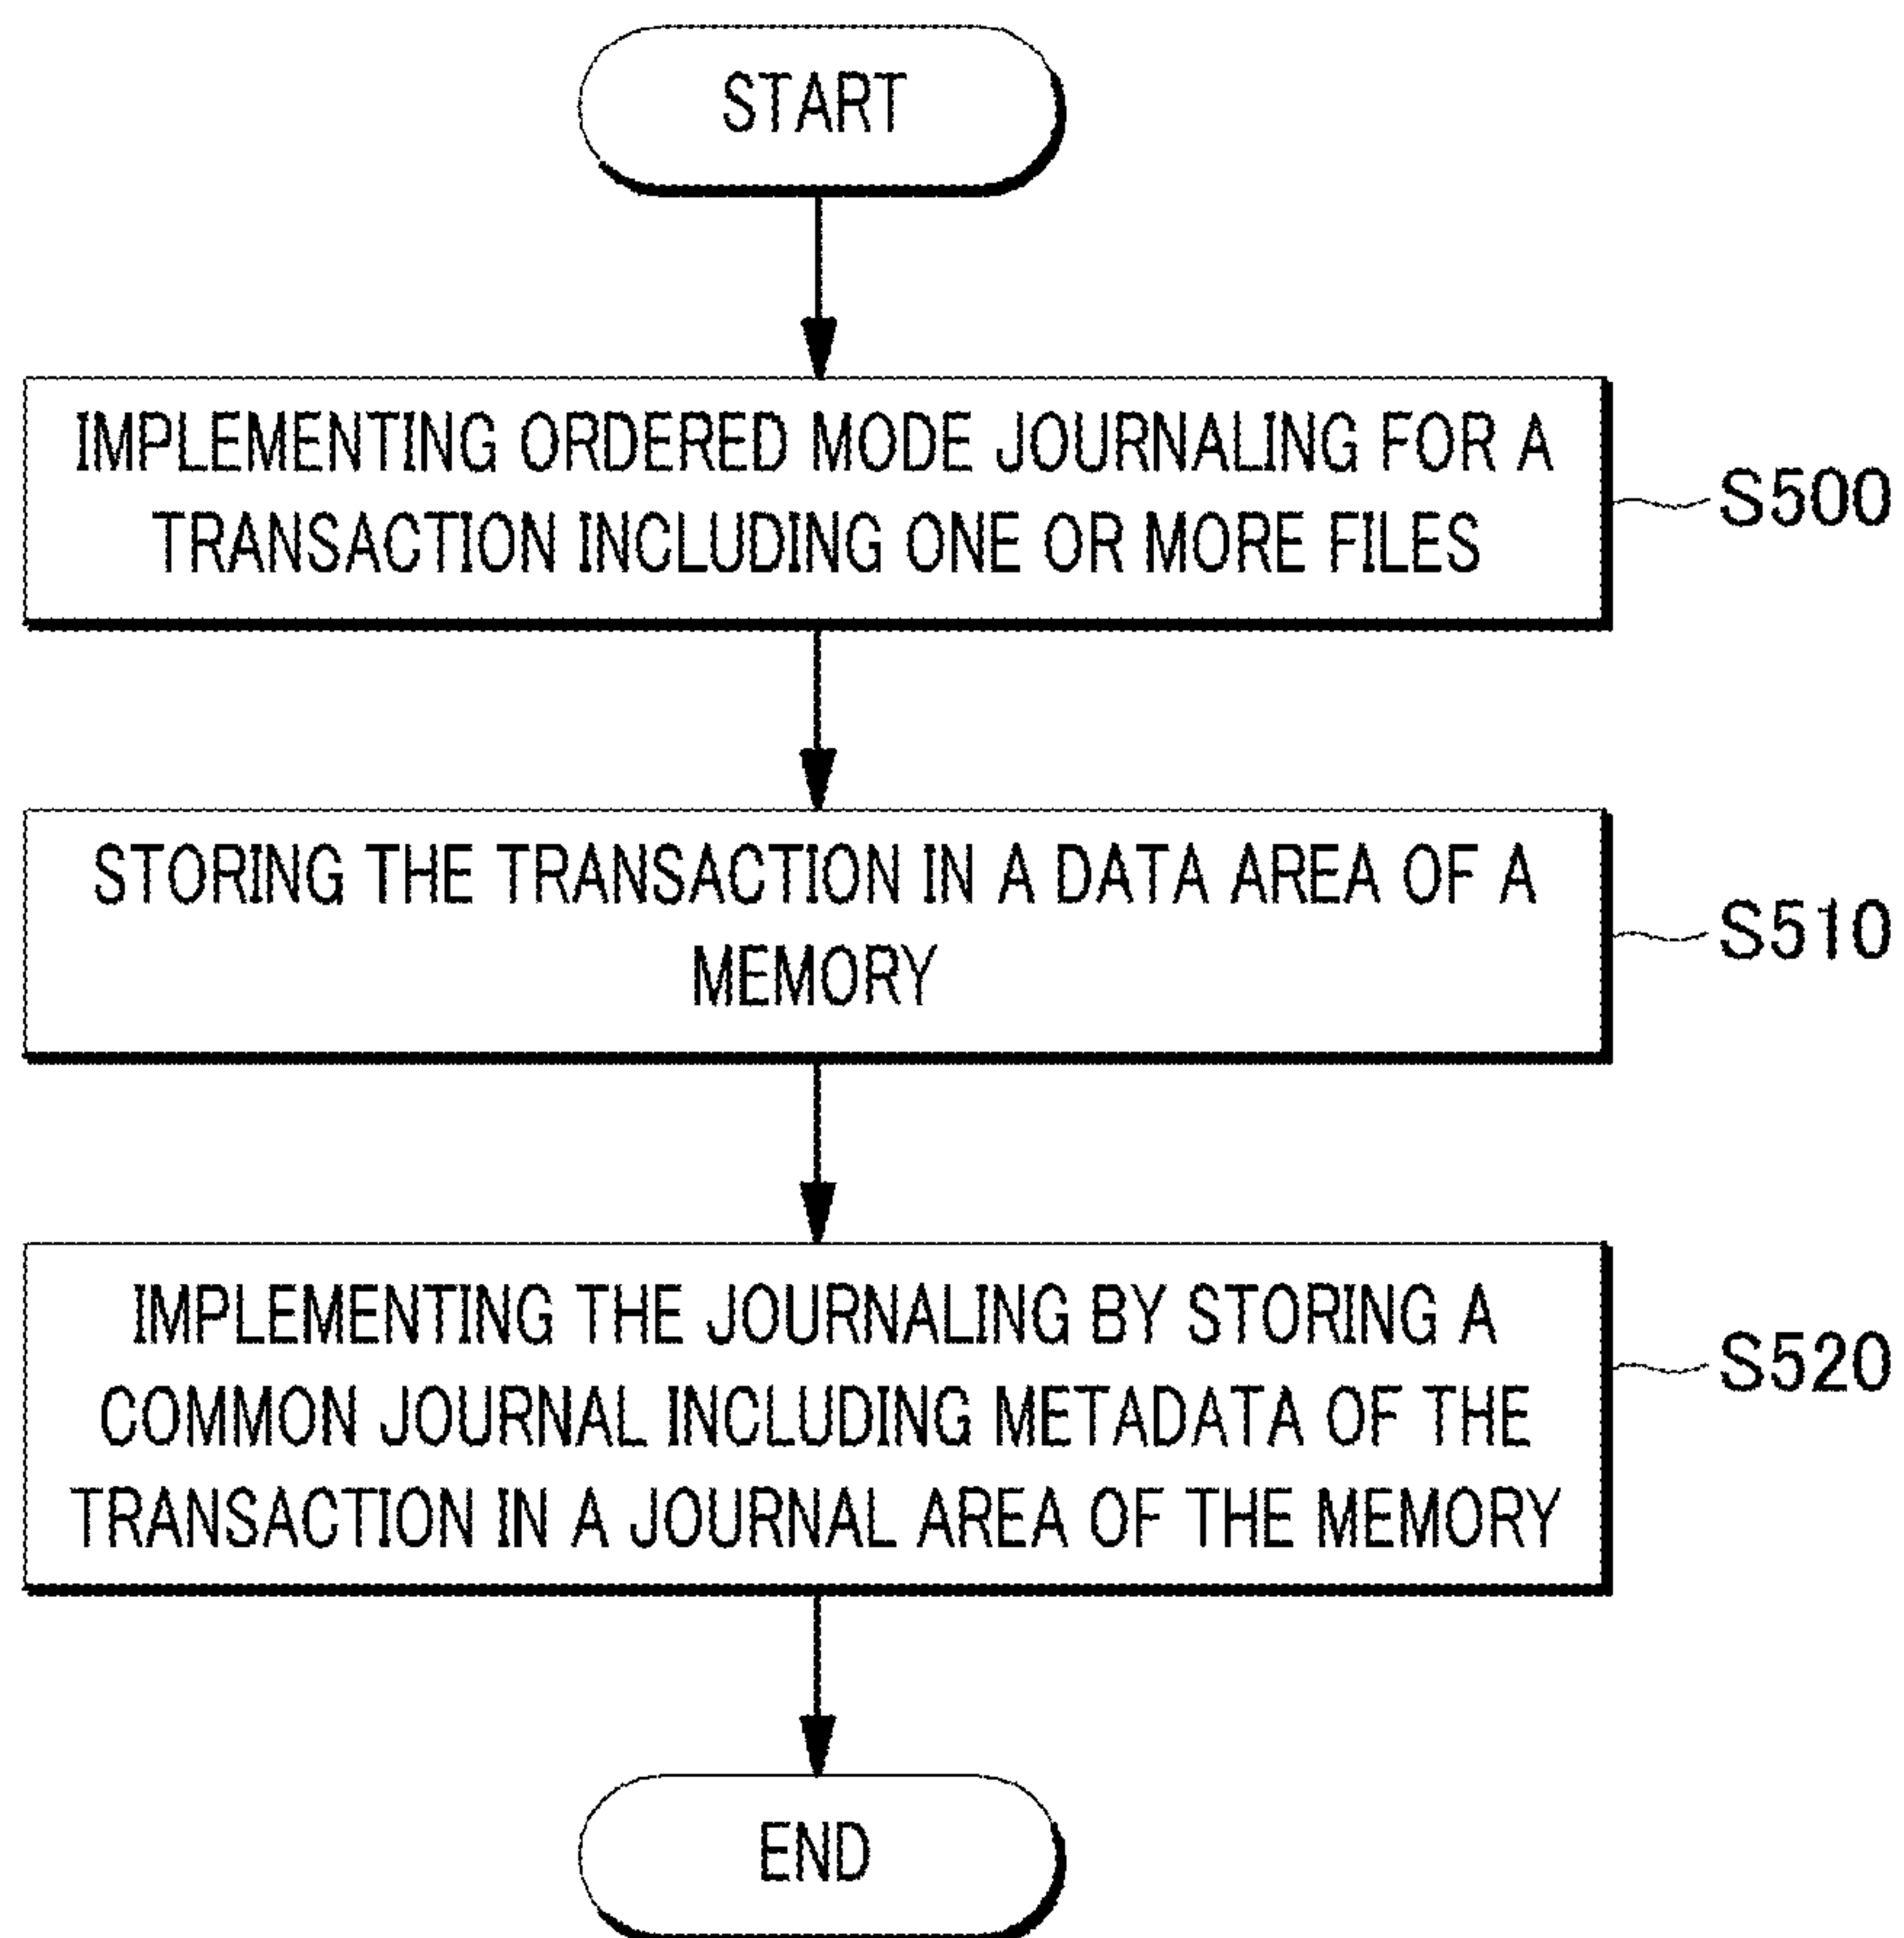 START
IMPLEMENTING ORDERED MODE JOURNALING FOR A
TRANSACTION INCLUDING ONE OR MORE FILES
S500
STORING THE TRANSACTION IN A DATA AREA OF A
MEMORY
S510
IMPLEMENTING THE JOURNALING BY STORING A
COMMON JOURNAL INCLUDING METADATA OF THE
TRANSACTION IN A JOURNAL AREA OF THE MEMORY
S520
END